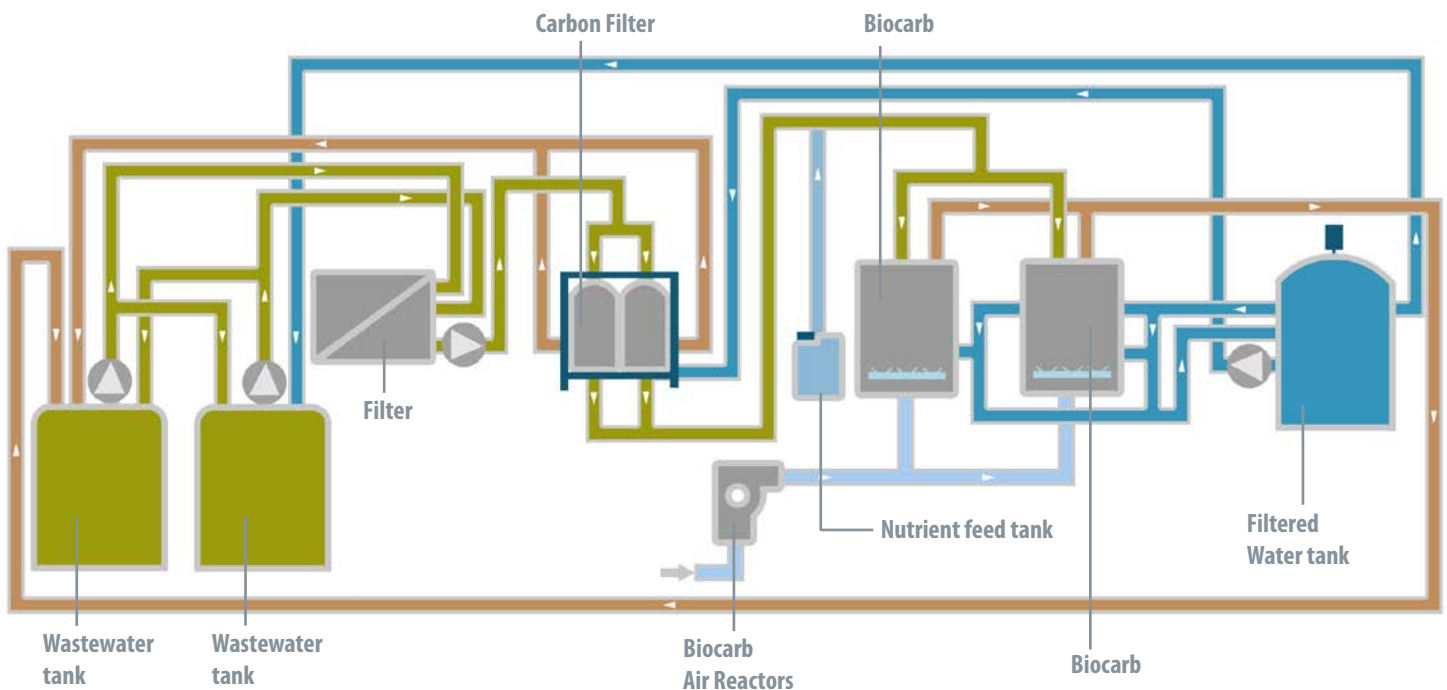 Carbon Filter
Biocarb
Filter
Nutrient feed tank
Filtered
Water tank
Wastewater
tank
Wastewater
tank
Biocarb
Air Reactors
Biocarb